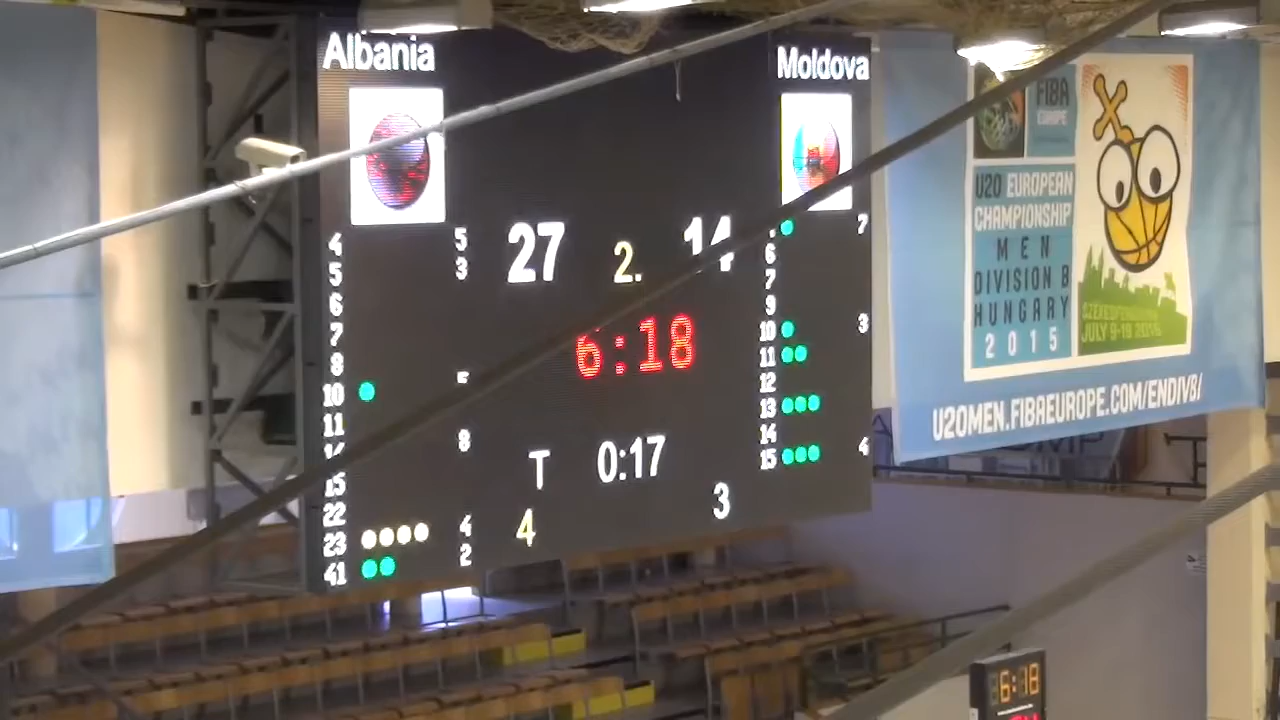 Albania
Moldova
27 2. 14
6:18
T 0:17
4 3
4 5
5 3
6
7
8
10 5
11
14 8
15
22
23 4
41 2
7
6
7
9
10 3
11
12
13
14
15 4
FIBA
EUROPE
U20 EUROPEAN
CHAMPIONSHIP
MEN
DIVISION B
HUNGARY
2015
JULY 9-19 2015
U20MEN.FIBAEUROPE.COM/ENDIVB/
6:18